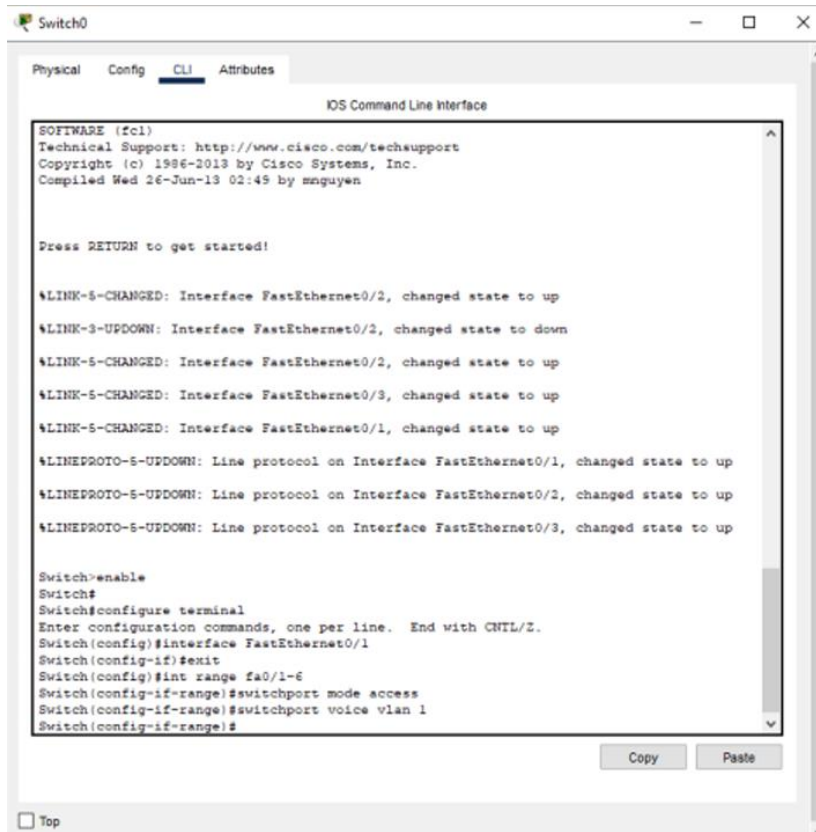 Switch0
Physical Config CLI Attributes
IOS Command Line Interface
SOFTWARE (fc1)
Technical Support: http://www.cisco.com/techsupport
Copyright (c) 1986-2013 by Cisco Systems, Inc.
Compiled Wed 26-Jun-13 02:49 by mnguyen
Press RETURN to get started!
%LINK-5-CHANGED: Interface FastEthernet0/2, changed state to up
%LINK-3-UPDOWN: Interface FastEthernet0/2, changed state to down
%LINK-5-CHANGED: Interface FastEthernet0/2, changed state to up
%LINK-5-CHANGED: Interface FastEthernet0/3, changed state to up
%LINK-5-CHANGED: Interface FastEthernet0/1, changed state to up
%LINEPROTO-5-UPDOWN: Line protocol on Interface FastEthernet0/1, changed state to up
%LINEPROTO-5-UPDOWN: Line protocol on Interface FastEthernet0/2, changed state to up
%LINEPROTO-5-UPDOWN: Line protocol on Interface FastEthernet0/3, changed state to up
Switch>enable
Switch#
Switch#configure terminal
Enter configuration commands, one per line. End with CNTL/Z.
Switch(config)#interface FastEthernet0/1
Switch(config-if)#exit
Switch(config)#int range fa0/1-6
Switch(config-if-range)#switchport mode access
Switch(config-if-range)#switchport voice vlan 1
Switch(config-if-range)#
Copy Paste
Top